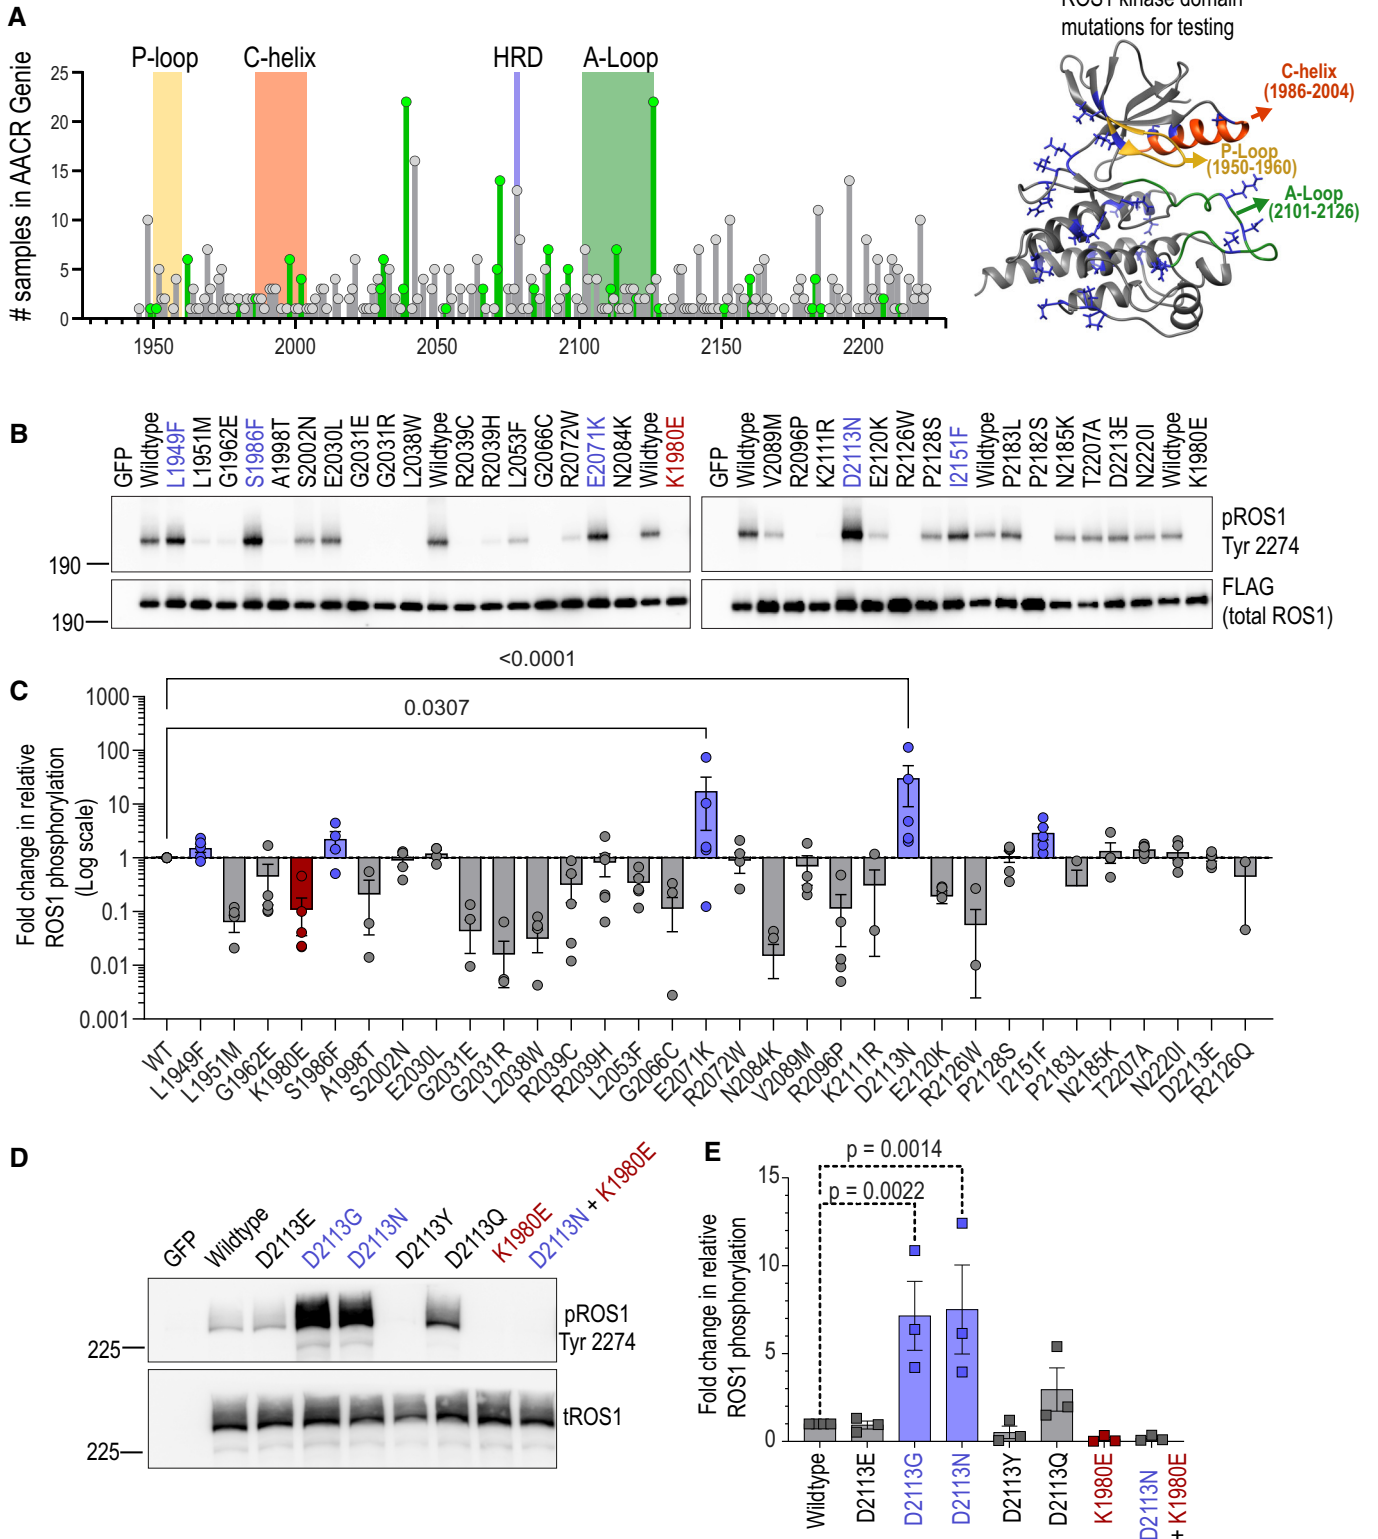 A
ROS1 kinase domain
mutations for testing
P-loop
C-helix
HRD
A-Loop
# samples in AACR Genie
25
20
15
10
5
0
1950
2000
2050
2100
2150
2200
C-helix
(1986-2004)
P-Loop
(1950-1960)
A-Loop
(2101-2126)
B
GFP
Wildtype
L1949F
L1951M
G1962E
S1986F
A1998T
S2002N
E2030L
G2031E
G2031R
L2038W
Wildtype
R2039C
R2039H
L2053F
G2066C
R2072W
E2071K
N2084K
Wildtype
K1980E
GFP
Wildtype
V2089M
R2096P
K2111R
D2113N
E2120K
R2126W
P2128S
I2151F
Wildtype
P2183L
P2182S
N2185K
T2207A
D2213E
N2220I
Wildtype
K1980E
190
190
pROS1
Tyr 2274
FLAG
(total ROS1)
C
<0.0001
0.0307
Fold change in relative
ROS1 phosphorylation
(Log scale)
1000
100
10
1
0.1
0.01
0.001
WT
L1949F
L1951M
G1962E
K1980E
S1986F
A1998T
S2002N
E2030L
G2031E
G2031R
L2038W
R2039C
R2039H
L2053F
G2066C
E2071K
R2072W
N2084K
V2089M
R2096P
K2111R
D2113N
E2120K
R2126W
P2128S
I2151F
P2183L
N2185K
T2207A
N2220I
D2213E
R2126Q
D
GFP
Wildtype
D2113E
D2113G
D2113N
D2113Y
D2113Q
K1980E
D2113N + K1980E
225
225
pROS1
Tyr 2274
tROS1
E
p = 0.0014
p = 0.0022
Fold change in relative
ROS1 phosphorylation
15
10
5
0
Wildtype
D2113E
D2113G
D2113N
D2113Y
D2113Q
K1980E
D2113N
+ K1980E